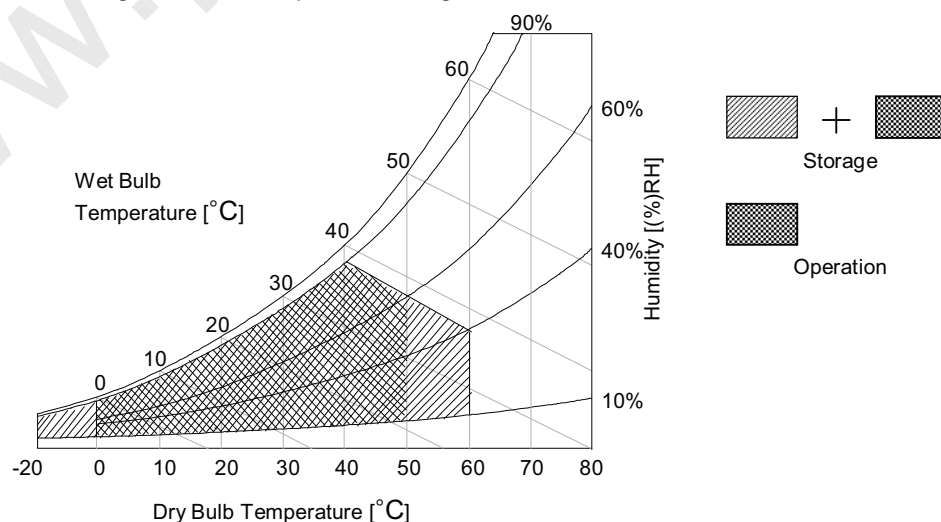 90%
60
60%
50
Wet Bulb
Temperature [°C]
40
40%
Humidity [(%)RH]
30
20
10
0
10%
-20 0 10 20 30 40 50 60 70 80
Dry Bulb Temperature [°C]
+
Storage
Operation